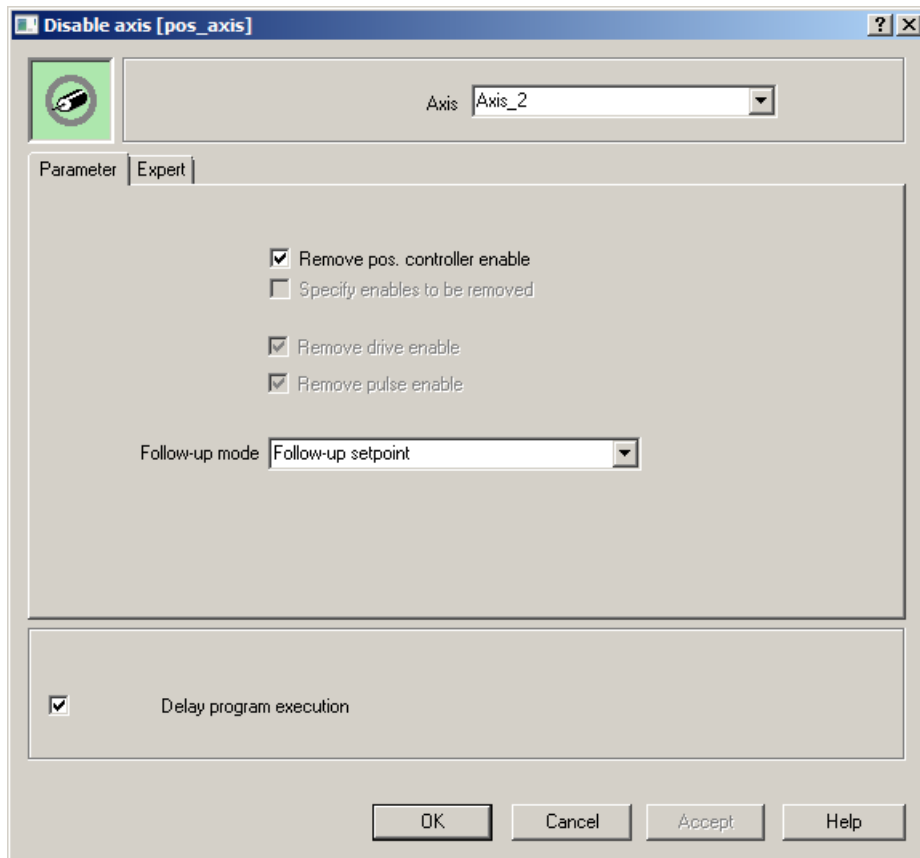 Disable axis [pos_axis]
Axis Axis_2
Parameter Expert
Remove pos. controller enable
Specify enables to be removed
Remove drive enable
Remove pulse enable
Follow-up mode Follow-up setpoint
Delay program execution
OK Cancel Accept Help